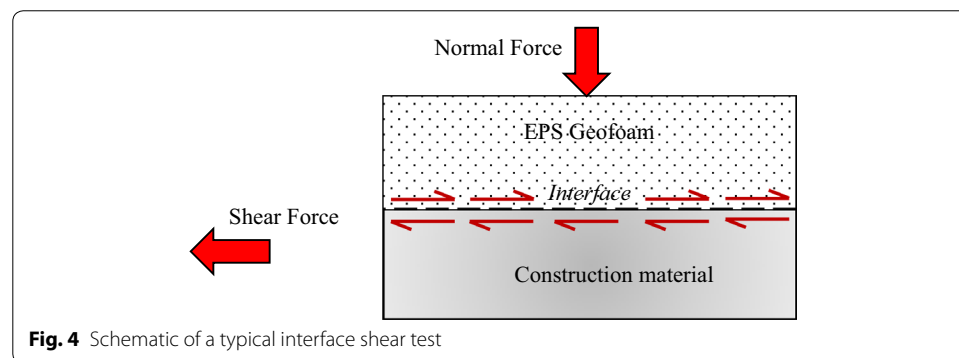 Normal Force
EPS Geofoam
Interface
Shear Force
Construction material
Fig. 4 Schematic of a typical interface shear test